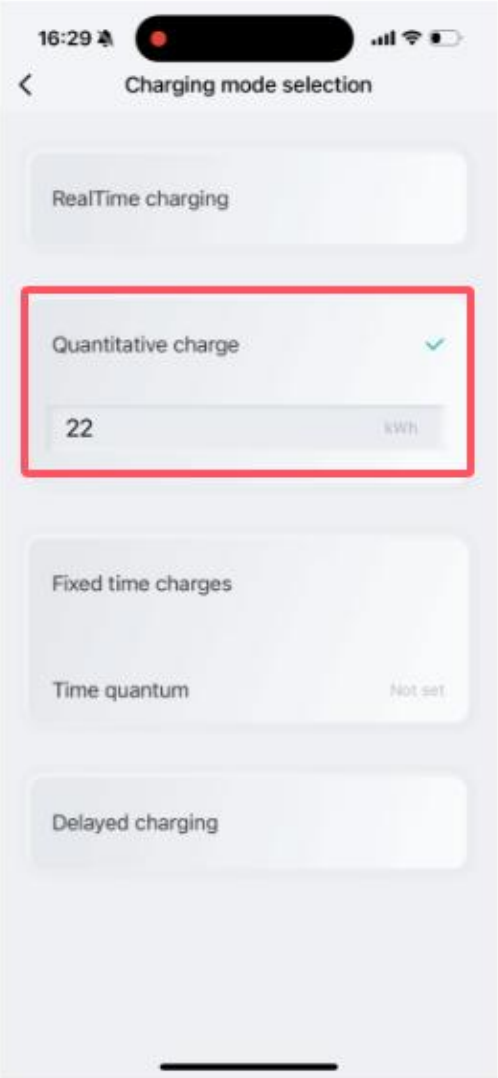 16:29
Charging mode selection
RealTime charging
Quantitative charge
22 kWh
Fixed time charges
Time quantum Not set
Delayed charging